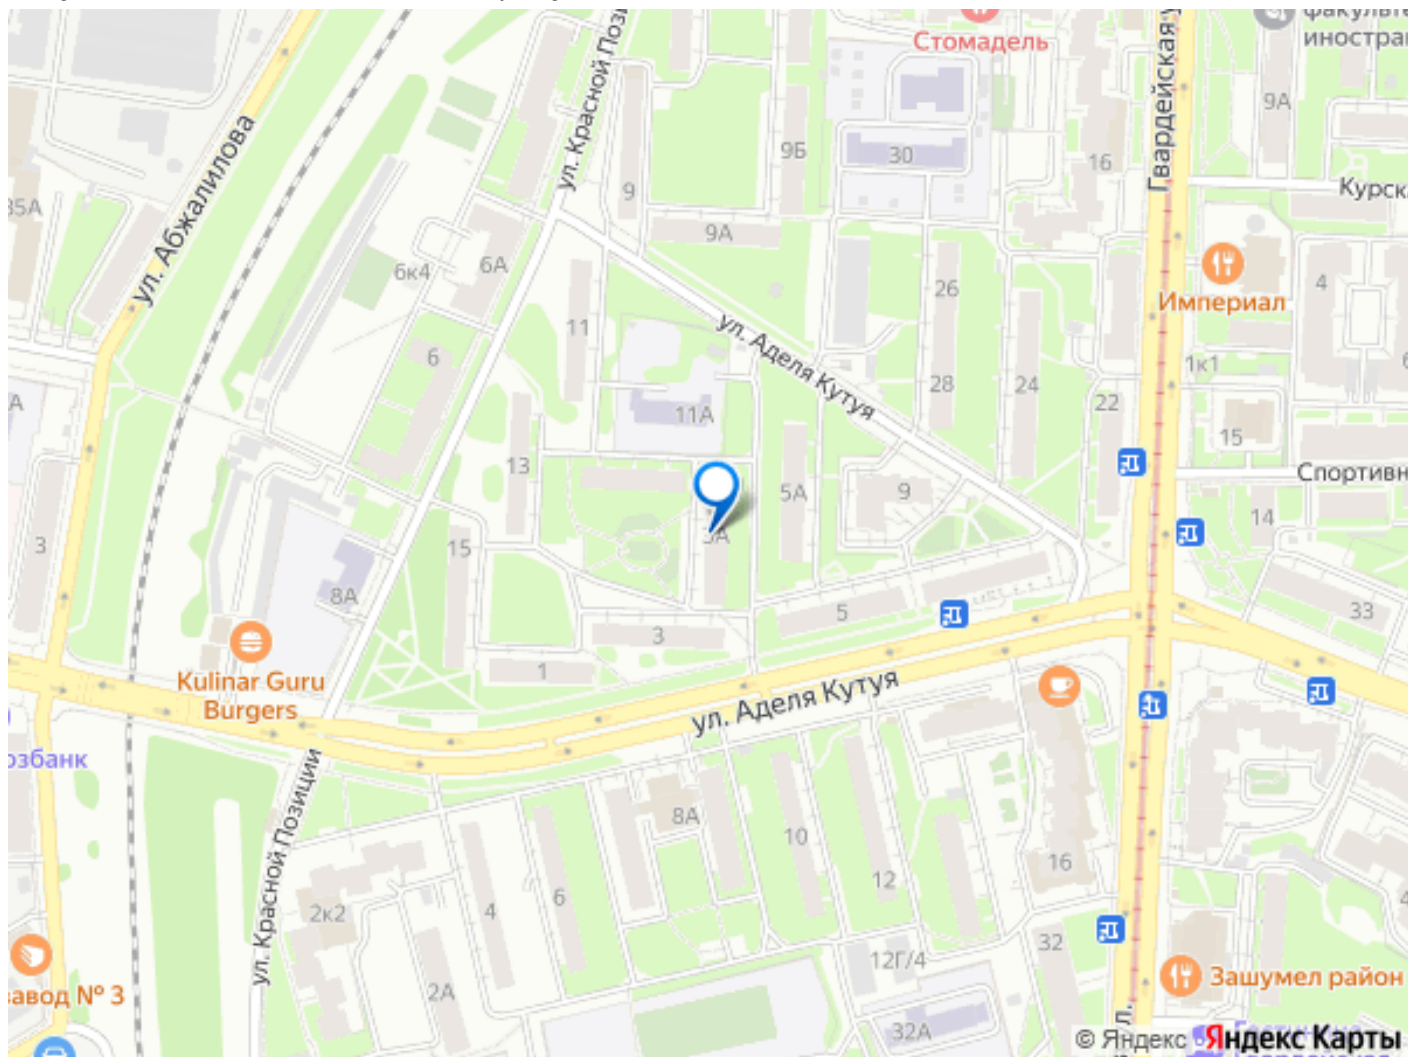 Стомадель
факульте
иностра
Гвардейская у
ул. Красной Поз
9А
9Б
30
16
ул. Абжалилова
35А
9
9А
Курск
6А
6к4
Империал
4
26
11
ул. Аделя Кутуя
6
1к1
28
24
22
А
11А
15
13
5А
9
Спортивн
14
3А
3
15
8А
5
33
3
1
Kulinar Guru
Burgers
ул. Аделя Кутуя
озбанк
ул. Красной Позиции
8А
10
12
16
6
4
2к2
32
12Г/4
Зашумел район
завод № 3
2А
32А
© Яндекс
Яндекс Карты